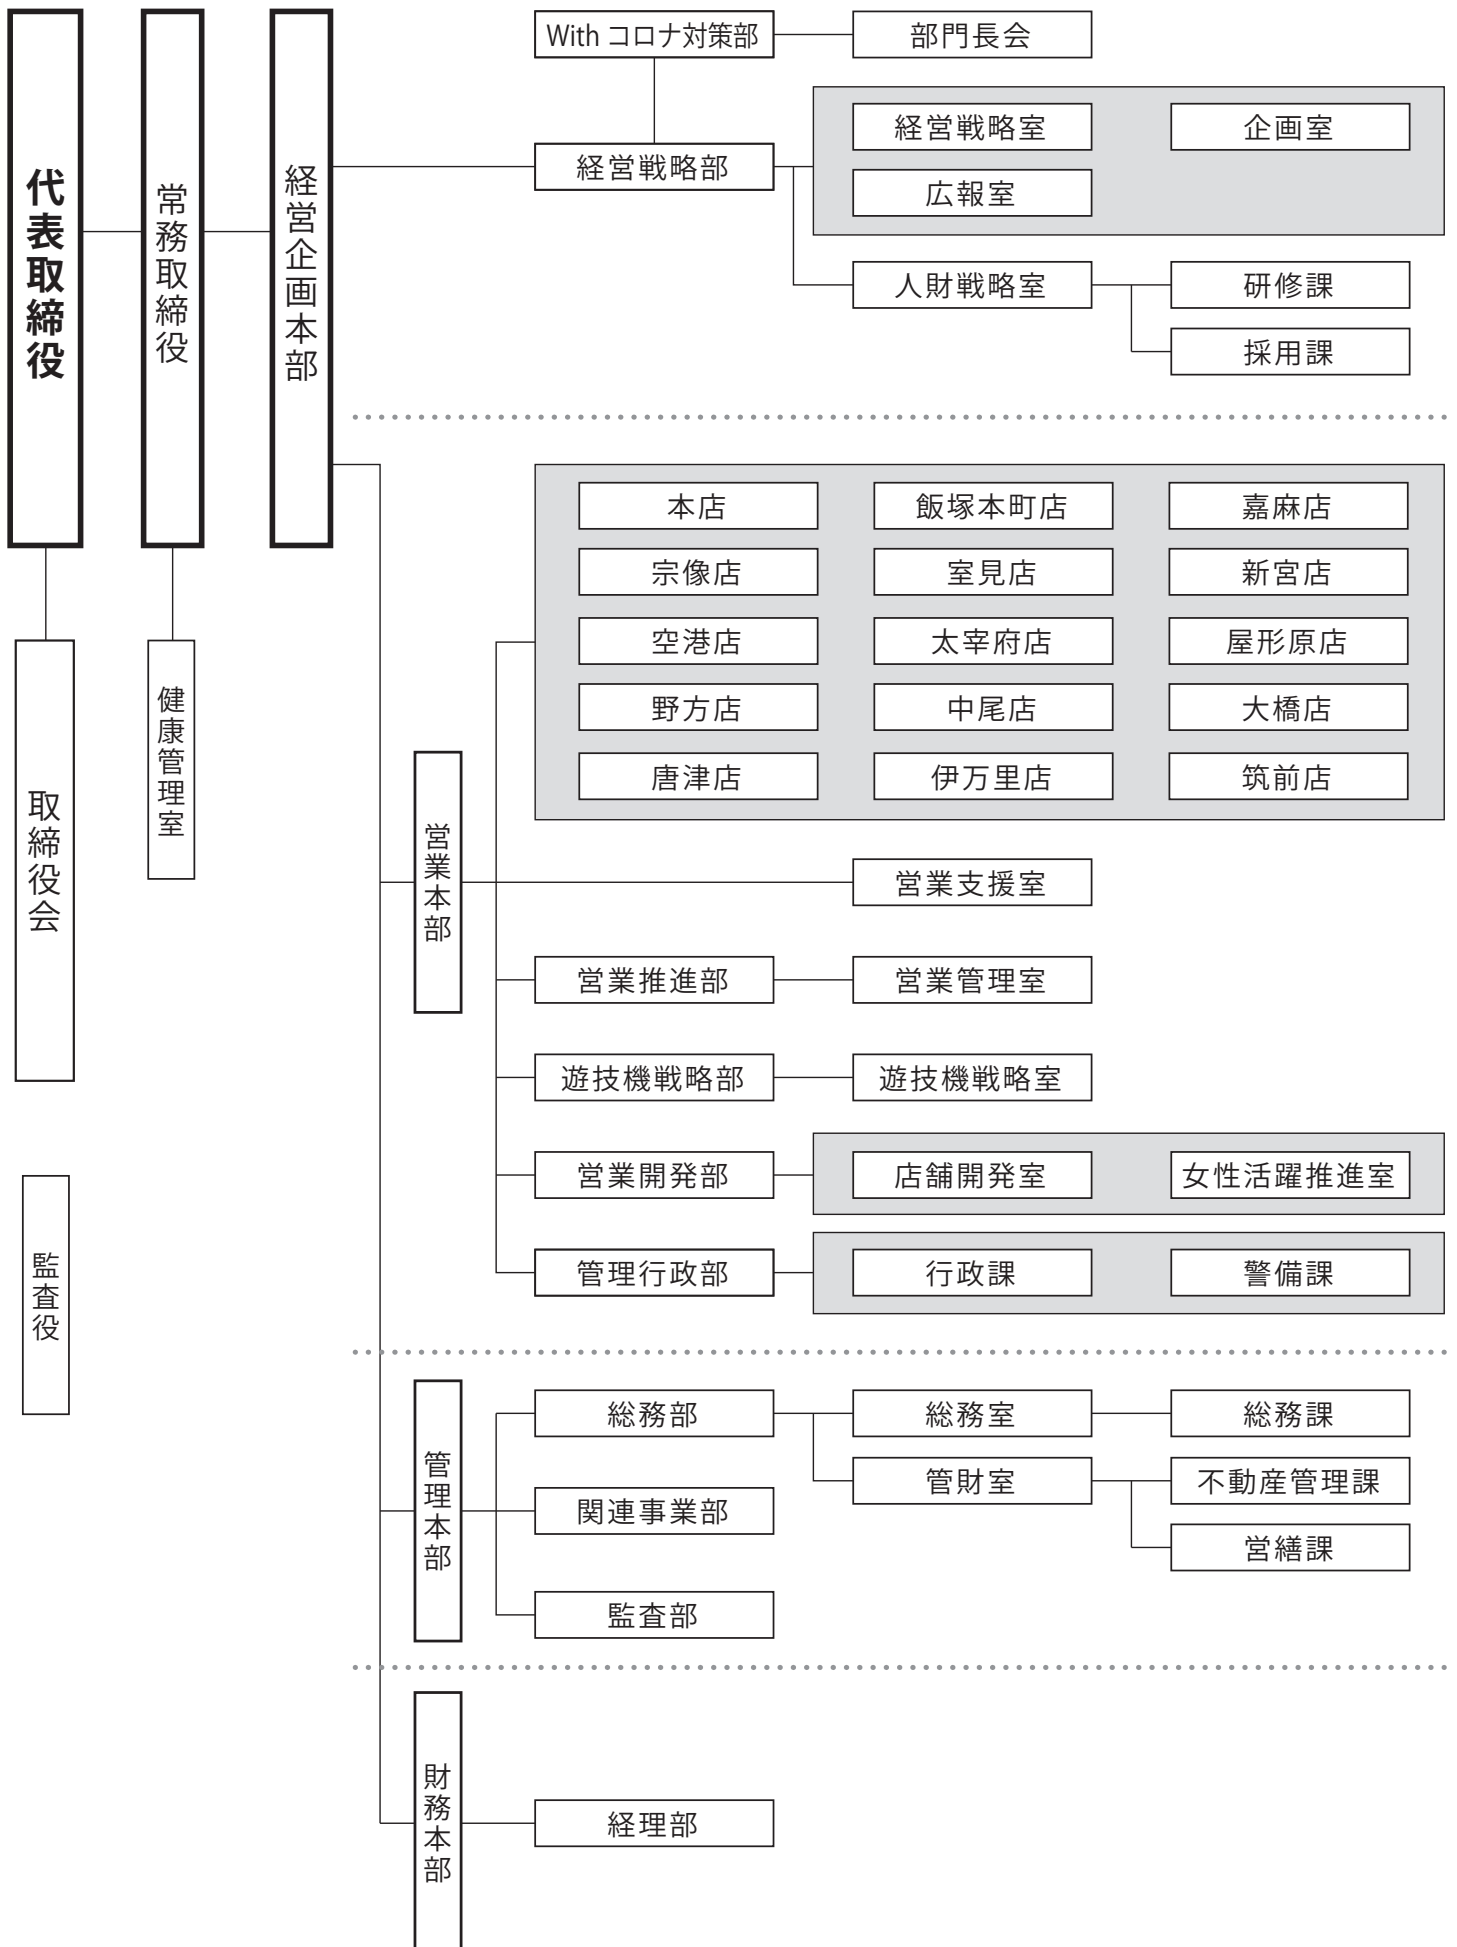 代表取締役
常務取締役
経営企画本部
取締役会
健康管理室
監査役
With コロナ対策部
部門長会
経営戦略部
経営戦略室
企画室
広報室
人財戦略室
研修課
採用課
営業本部
本店
飯塚本町店
嘉麻店
宗像店
室見店
新宮店
空港店
太宰府店
屋形原店
野方店
中尾店
大橋店
唐津店
伊万里店
筑前店
営業支援室
営業推進部
営業管理室
遊技機戦略部
遊技機戦略室
営業開発部
店舗開発室
女性活躍推進室
管理行政部
行政課
警備課
管理本部
総務部
総務室
総務課
管財室
不動産管理課
営繕課
関連事業部
監査部
財務本部
経理部